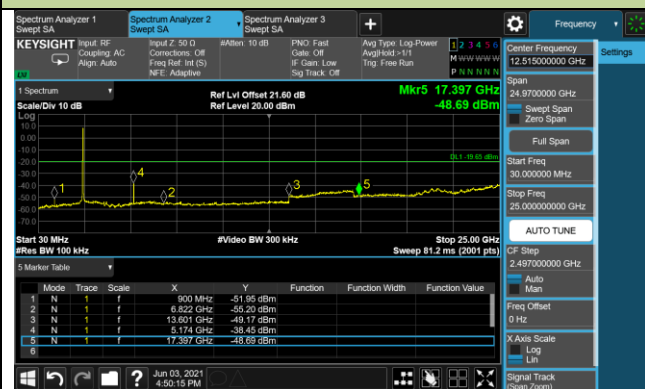 Spectrum Analyzer 1
Swept SA
Spectrum Analyzer 2
Swept SA
Spectrum Analyzer 3
Swept SA
Frequency
KEYSIGHT
Input: RF
Coupling: AC
Align: Auto
Input Z: 50 Ω
Corrections: Off
Freq Ref: Int (S)
NFE: Adaptive
#Atten: 10 dB
PNO: Fast
Gate: Off
IF Gain: Low
Sig Track: Off
Avg Type: Log-Power
Avg|Hold:>1/1
Trig: Free Run
1 2 3 4 5 6
M W W W W W
P N N N N N
LXI
1 Spectrum
Scale/Div 10 dB
Ref Lvl Offset 21.60 dB
Ref Level 20.00 dBm
Mkr5 17.397 GHz
-48.69 dBm
Log
10.0
0.00
-10.0
-20.0
-30.0
-40.0
-50.0
-60.0
-70.0
DL1 -19.65 dBm
1
4
2
3
5
Start 30 MHz
#Res BW 100 kHz
#Video BW 300 kHz
Stop 25.00 GHz
Sweep 81.2 ms (2001 pts)
5 Marker Table
Mode Trace Scale X Y Function Function Width Function Value
1 N 1 f 900 MHz -51.95 dBm
2 N 1 f 6.822 GHz -55.20 dBm
3 N 1 f 13.601 GHz -49.17 dBm
4 N 1 f 5.174 GHz -38.45 dBm
5 N 1 f 17.397 GHz -48.69 dBm
6
Jun 03, 2021
4:50:15 PM
Center Frequency
12.515000000 GHz
Settings
Span
24.9700000 GHz
Swept Span
Zero Span
Full Span
Start Freq
30.000000 MHz
Stop Freq
25.000000000 GHz
AUTO TUNE
CF Step
2.497000000 GHz
Auto
Man
Freq Offset
0 Hz
X Axis Scale
Log
Lin
Signal Track
(Span Zoom)